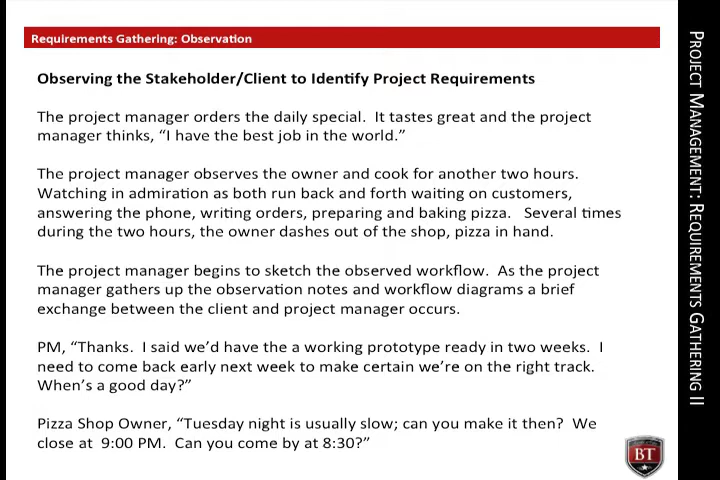 Requirements Gathering: Observation
Observing the Stakeholder/Client to Identify Project Requirements
The project manager orders the daily special.  It tastes great and the project
manager thinks, “I have the best job in the world.”
The project manager observes the owner and cook for another two hours.
Watching in admiration as both run back and forth waiting on customers,
answering the phone, writing orders, preparing and baking pizza.   Several times
during the two hours, the owner dashes out of the shop, pizza in hand.
The project manager begins to sketch the observed workflow.  As the project
manager gathers up the observation notes and workflow diagrams a brief
exchange between the client and project manager occurs.
PM, “Thanks.  I said we’d have the a working prototype ready in two weeks.  I
need to come back early next week to make certain we’re on the right track.
When’s a good day?”
Pizza Shop Owner, “Tuesday night is usually slow; can you make it then?  We
close at  9:00 PM.  Can you come by at 8:30?”
PROJECT MANAGEMENT: REQUIREMENTS GATHERING II
BT